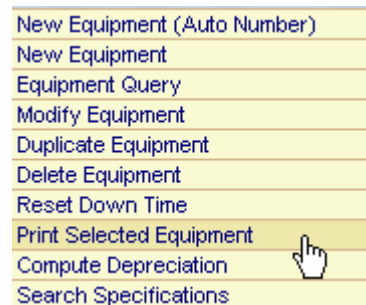 New Equipment (Auto Number)
New Equipment
Equipment Query
Modify Equipment
Duplicate Equipment
Delete Equipment
Reset Down Time
Print Selected Equipment
Compute Depreciation
Search Specifications